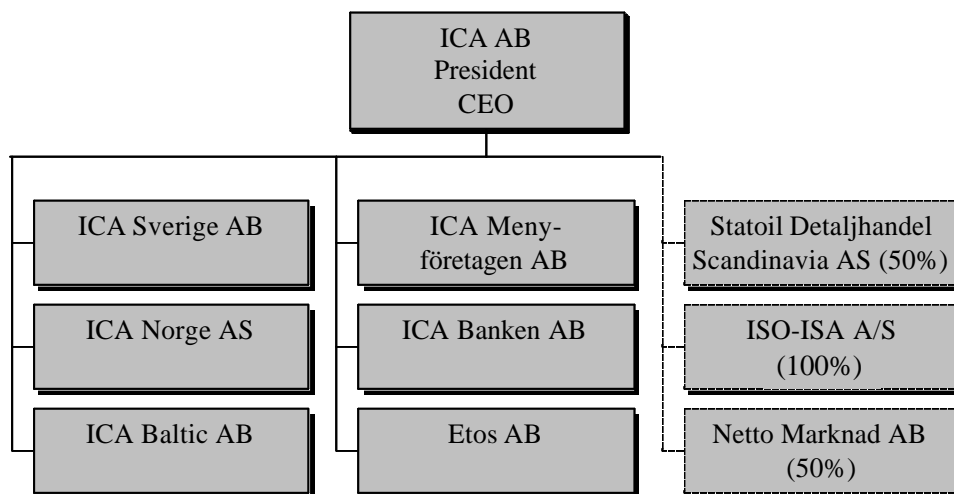 ICA AB
President
CEO
ICA Sverige AB
ICA Meny-
företagen AB
Statoil Detaljhandel
Scandinavia AS (50%)
ICA Norge AS
ICA Banken AB
ISO-ISA A/S
(100%)
ICA Baltic AB
Etos AB
Netto Marknad AB
(50%)